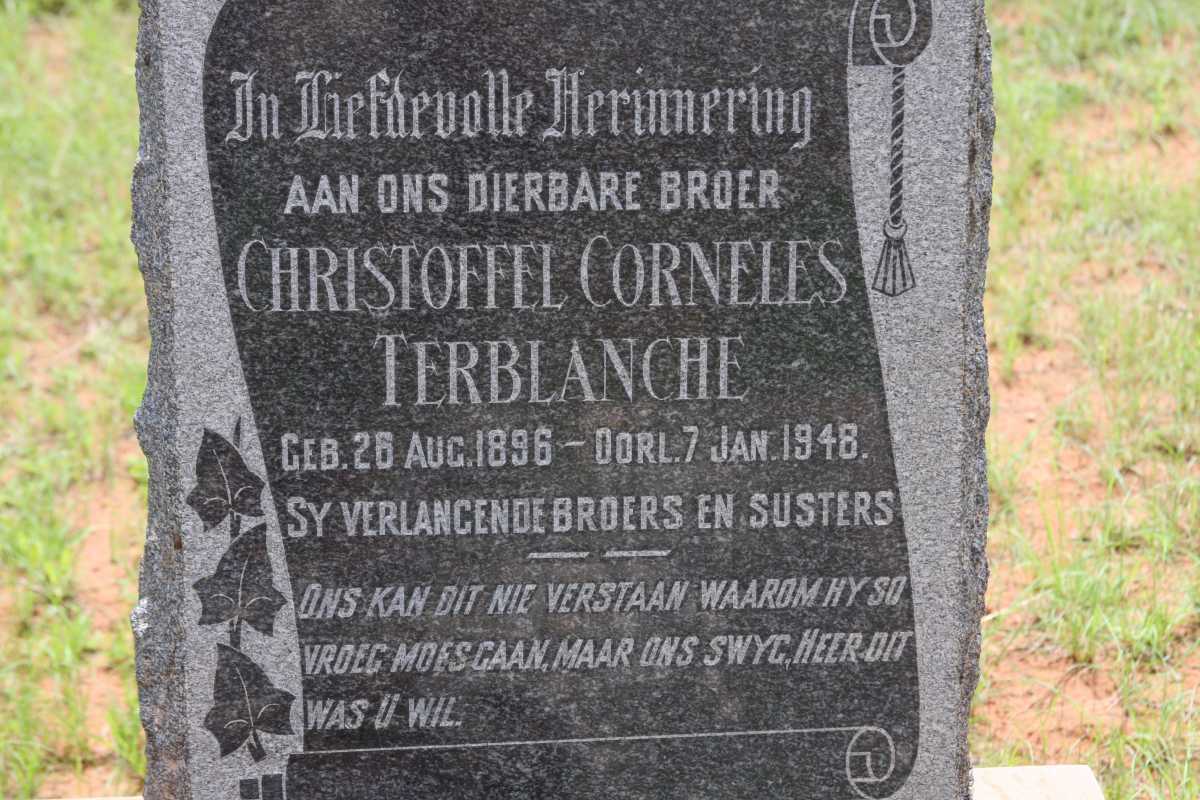 In Liefdevolle Herinnering
AAN ONS DIERBARE BROER
CHRISTOFFEL CORNELES
TERBLANCHE
GEB. 28 AUG. 1896 – OORL. 7 JAN. 1948.
SY VERLANGENDE BROERS EN SUSTERS
ONS KAN DIT NIE VERSTAAN WAAROM HY SO
VROEG MOES GAAN, MAAR ONS SWYG, HEER, DIT
WAS U WIL.